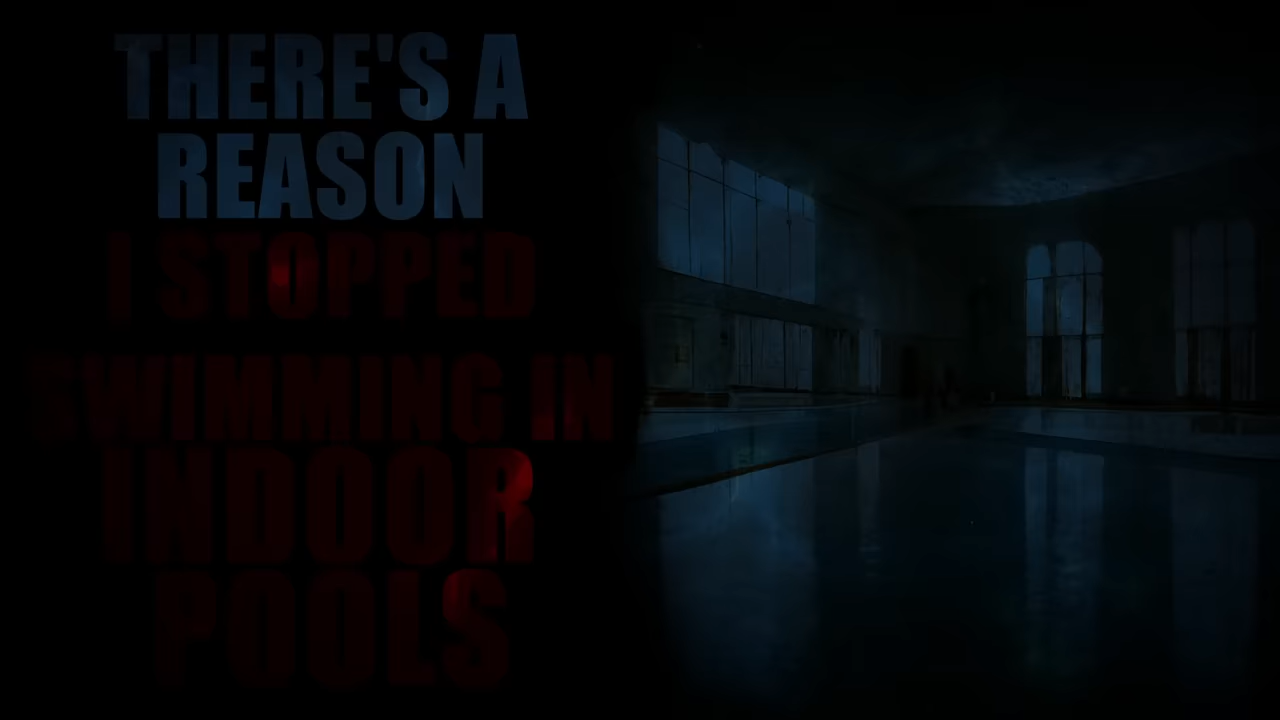 THERE'S A
REASON
I STOPPED
SWIMMING IN
INDOOR
POOLS